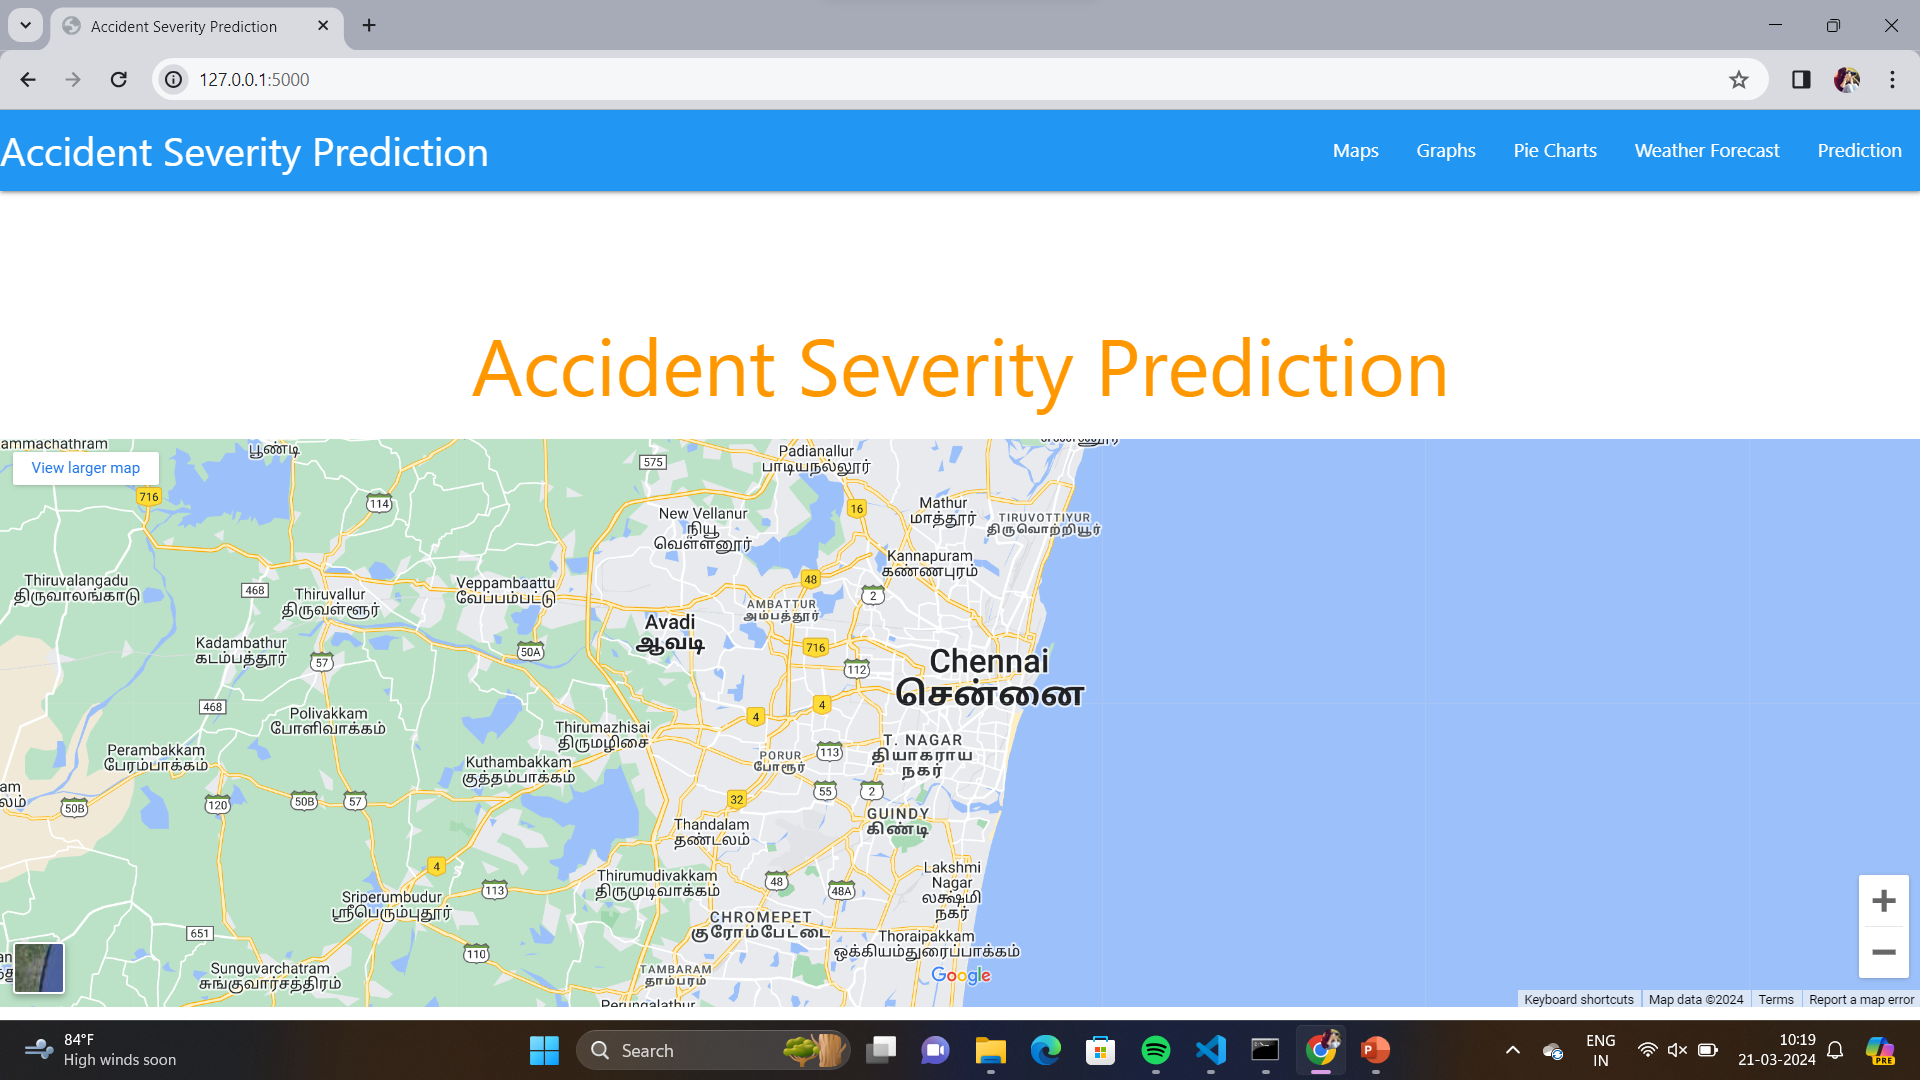 Accident Severity Prediction
127.0.0.1:5000
Accident Severity Prediction
Maps
Graphs
Pie Charts
Weather Forecast
Prediction
Accident Severity Prediction
ammachathram
பூண்டி
View larger map
716
114
575
Padianallur
பாடியநல்லூர்
16
New Vellanur
நியூ
வெள்ளனூர்
Mathur
மாத்தூர்
TIRUVOTTIYUR
திருவொற்றியூர்
Kannapuram
கண்ணபுரம்
Thiruvalangadu
திருவாலங்காடு
468
Thiruvallur
திருவள்ளூர்
Veppambaattu
வேப்பம்பட்டு
48
2
AMBATTUR
அம்பத்தூர்
Avadi
ஆவடி
Kadambathur
கடம்பத்தூர்
57
50A
716
112
Chennai
சென்னை
468
Polivakkam
போளிவாக்கம்
4
4
Thirumazhisai
திருமழிசை
Perambakkam
பேரம்பாக்கம்
Kuthambakkam
குத்தம்பாக்கம்
PORUR
போரூர்
113
T. NAGAR
தியாகராய
நகர்
am
லம்
50B
120
50B
57
32
55
2
GUINDY
கிண்டி
Thandalam
தண்டலம்
4
113
Thirumudivakkam
திருமுடிவாக்கம்
48
48A
Lakshmi
Nagar
லக்ஷ்மி
நகர்
Sriperumbudur
ஸ்ரீபெரும்புதூர்
651
CHROMEPET
குரோம்பேட்டை
Thoraipakkam
ஒக்கியம்துரைப்பாக்கம்
110
Sunguvarchatram
சுங்குவார்சத்திரம்
TAMBARAM
தாம்பரம்
Google
Perungalathur
Keyboard shortcuts
Map data ©2024
Terms
Report a map error
84°F
High winds soon
Search
ENG
IN
10:19
21-03-2024
PRE